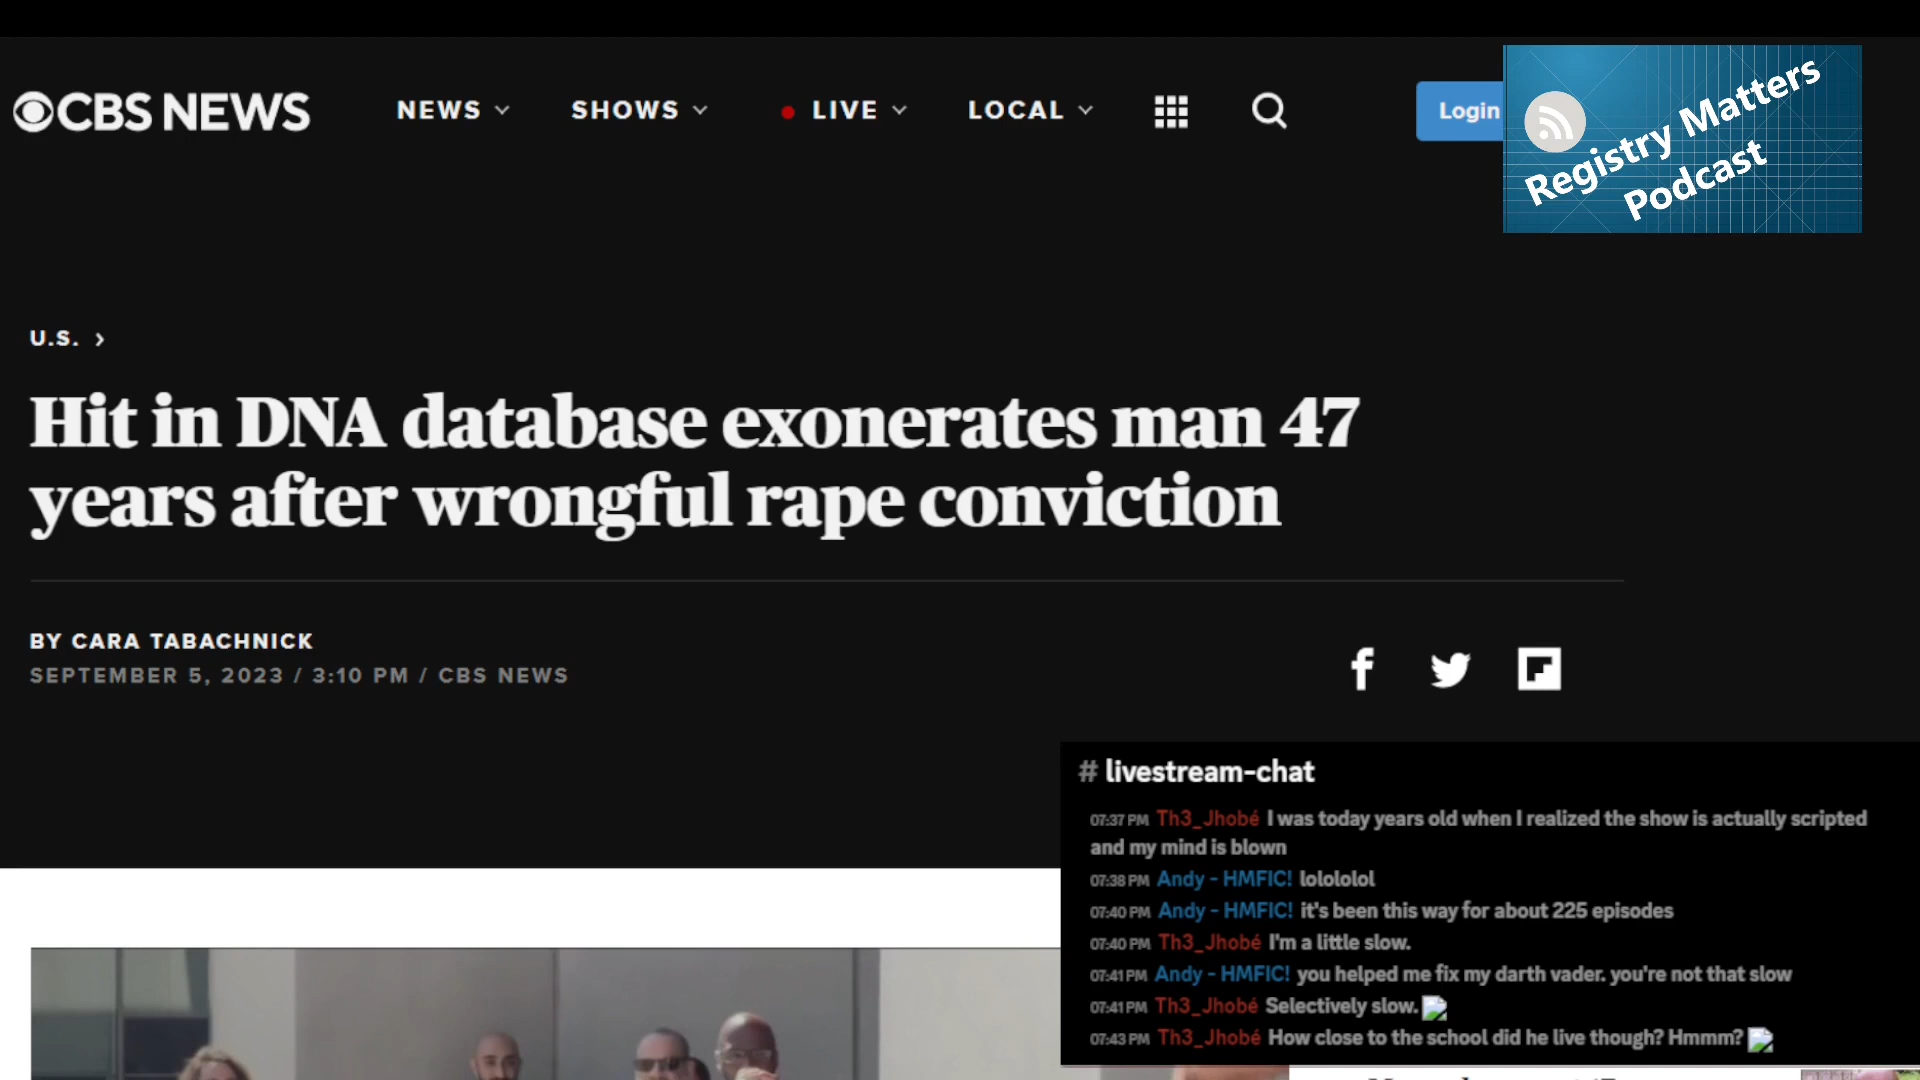 CBS NEWS
NEWS
SHOWS
LIVE
LOCAL
Login
Registry Matters
Podcast
U.S. >
Hit in DNA database exonerates man 47
years after wrongful rape conviction
BY CARA TABACHNICK
SEPTEMBER 5, 2023 / 3:10 PM / CBS NEWS
# livestream-chat
07:37 PM Th3_Jhobé I was today years old when I realized the show is actually scripted
and my mind is blown
07:38 PM Andy - HMFIC! lolololol
07:40 PM Andy - HMFIC! it's been this way for about 225 episodes
07:40 PM Th3_Jhobé I'm a little slow.
07:41 PM Andy - HMFIC! you helped me fix my darth vader. you're not that slow
07:41 PM Th3_Jhobé Selectively slow.
07:43 PM Th3_Jhobé How close to the school did he live though? Hmmm?